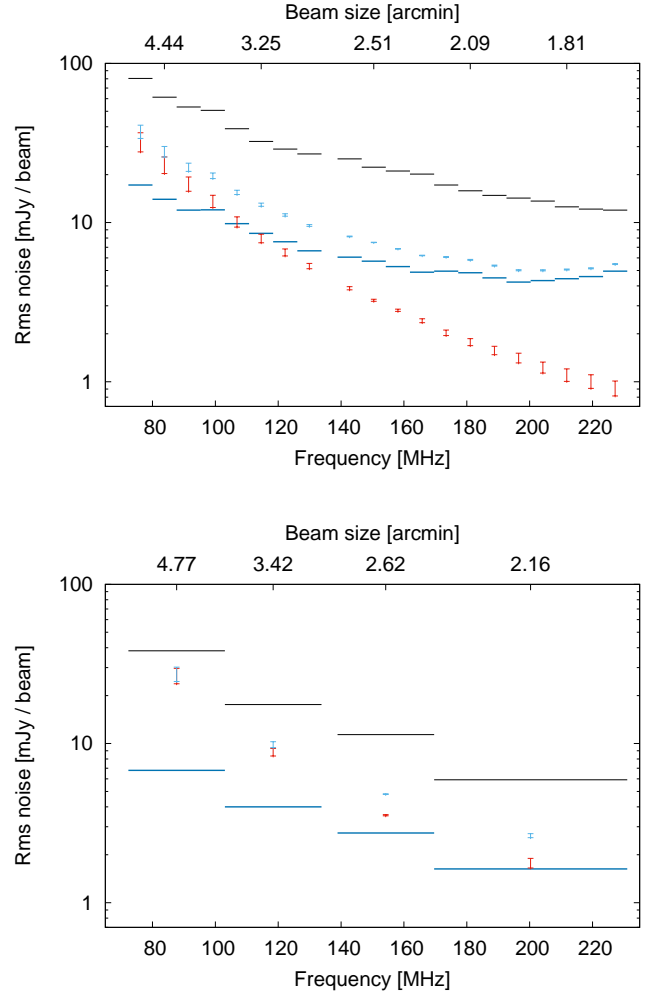 Beam size [arcmin]
4.44 3.25 2.51 2.09 1.81
100
10
1
Rms noise [mJy / beam]
80 100 120 140 160 180 200 220
Frequency [MHz]
Beam size [arcmin]
4.77 3.42 2.62 2.16
100
10
1
Rms noise [mJy / beam]
80 100 120 140 160 180 200 220
Frequency [MHz]